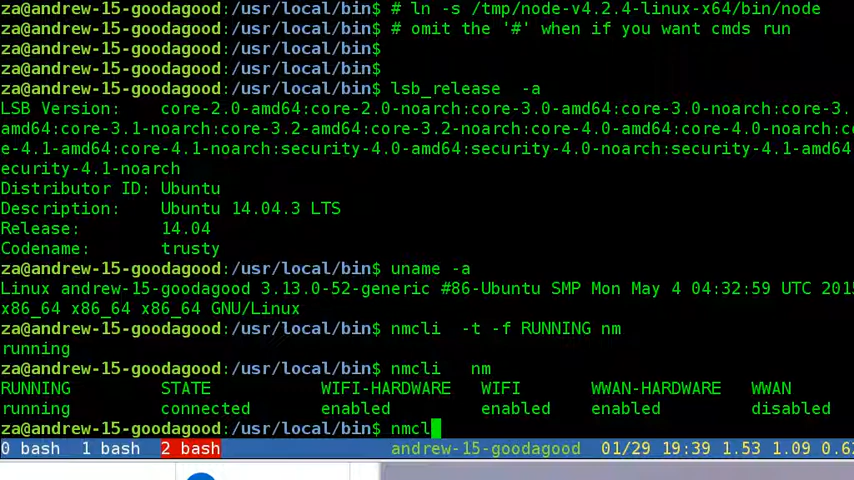 za@andrew-15-goodagood:/usr/local/bin$ # ln -s /tmp/node-v4.2.4-linux-x64/bin/node
za@andrew-15-goodagood:/usr/local/bin$ # omit the '#' when if you want cmds run
za@andrew-15-goodagood:/usr/local/bin$
za@andrew-15-goodagood:/usr/local/bin$
za@andrew-15-goodagood:/usr/local/bin$ lsb_release  -a
LSB Version:    core-2.0-amd64:core-2.0-noarch:core-3.0-amd64:core-3.0-noarch:core-3.
amd64:core-3.1-noarch:core-3.2-amd64:core-3.2-noarch:core-4.0-amd64:core-4.0-noarch:co
e-4.1-amd64:core-4.1-noarch:security-4.0-amd64:security-4.0-noarch:security-4.1-amd64
ecurity-4.1-noarch
Distributor ID: Ubuntu
Description:    Ubuntu 14.04.3 LTS
Release:        14.04
Codename:       trusty
za@andrew-15-goodagood:/usr/local/bin$ uname -a
Linux andrew-15-goodagood 3.13.0-52-generic #86-Ubuntu SMP Mon May 4 04:32:59 UTC 2015
x86_64 x86_64 x86_64 GNU/Linux
za@andrew-15-goodagood:/usr/local/bin$ nmcli  -t -f RUNNING nm
running
za@andrew-15-goodagood:/usr/local/bin$ nmcli   nm
RUNNING         STATE           WIFI-HARDWARE   WIFI       WWAN-HARDWARE   WWAN
running         connected       enabled         enabled    enabled         disabled
za@andrew-15-goodagood:/usr/local/bin$ nmcl
0 bash  1 bash  2 bash                         andrew-15-goodagood  01/29 19:39 1.53 1.09 0.6